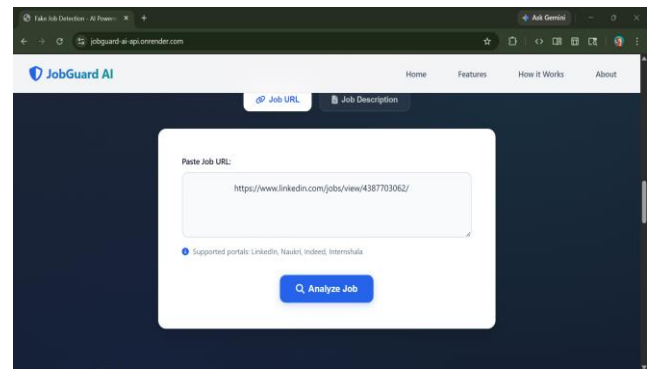 Fake Job Detection - AI Power
Ask Gemini
jobguard-ai-api.onrender.com
JobGuard AI
Home Features How it Works About
Job URL Job Description
Paste Job URL:
https://www.linkedin.com/jobs/view/4387703062/
Supported portals: LinkedIn, Naukri, Indeed, Internshala
Analyze Job